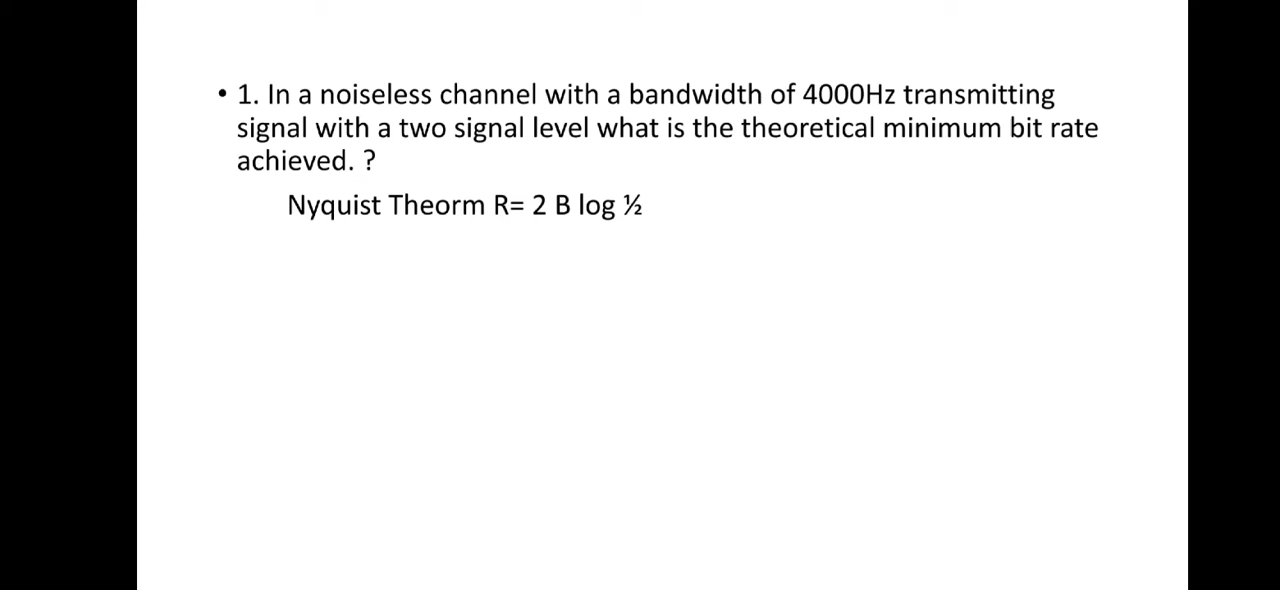 • 1. In a noiseless channel with a bandwidth of 4000Hz transmitting
signal with a two signal level what is the theoretical minimum bit rate
achieved. ?
Nyquist Theorm R= 2 B log ½